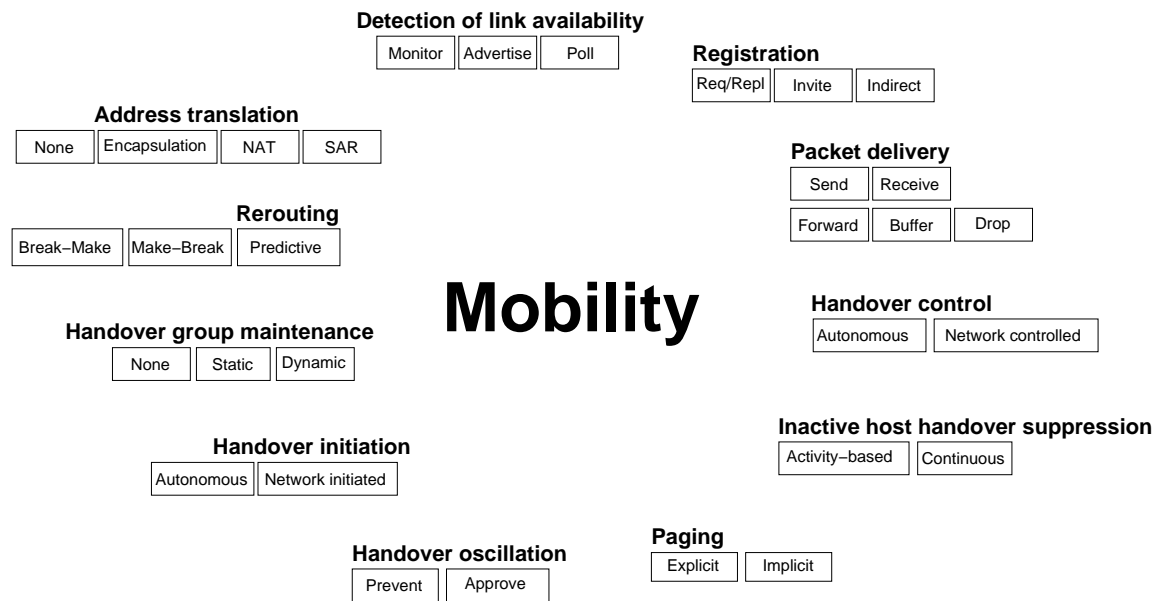 Detection of link availability
Monitor Advertise Poll
Registration
Req/Repl Invite Indirect
Address translation
None Encapsulation NAT SAR
Packet delivery
Send Receive
Forward Buffer Drop
Rerouting
Break−Make Make−Break Predictive
Mobility
Handover control
Autonomous Network controlled
Handover group maintenance
None Static Dynamic
Inactive host handover suppression
Activity−based Continuous
Handover initiation
Autonomous Network initiated
Paging
Explicit Implicit
Handover oscillation
Prevent Approve